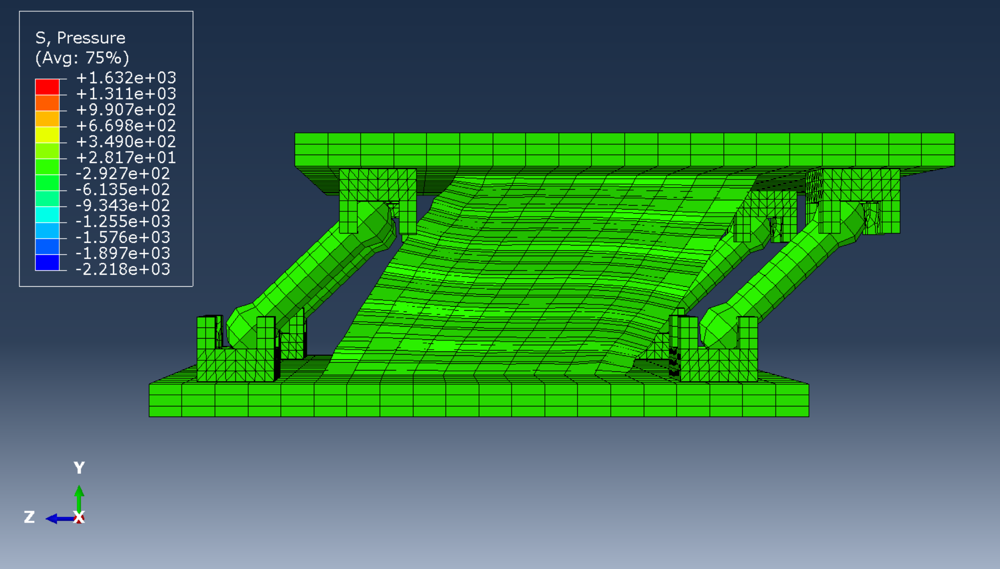 S, Pressure
(Avg: 75%)
+1.632e+03
+1.311e+03
+9.907e+02
+6.698e+02
+3.490e+02
+2.817e+01
-2.927e+02
-6.135e+02
-9.343e+02
-1.255e+03
-1.576e+03
-1.897e+03
-2.218e+03
Y
Z
X